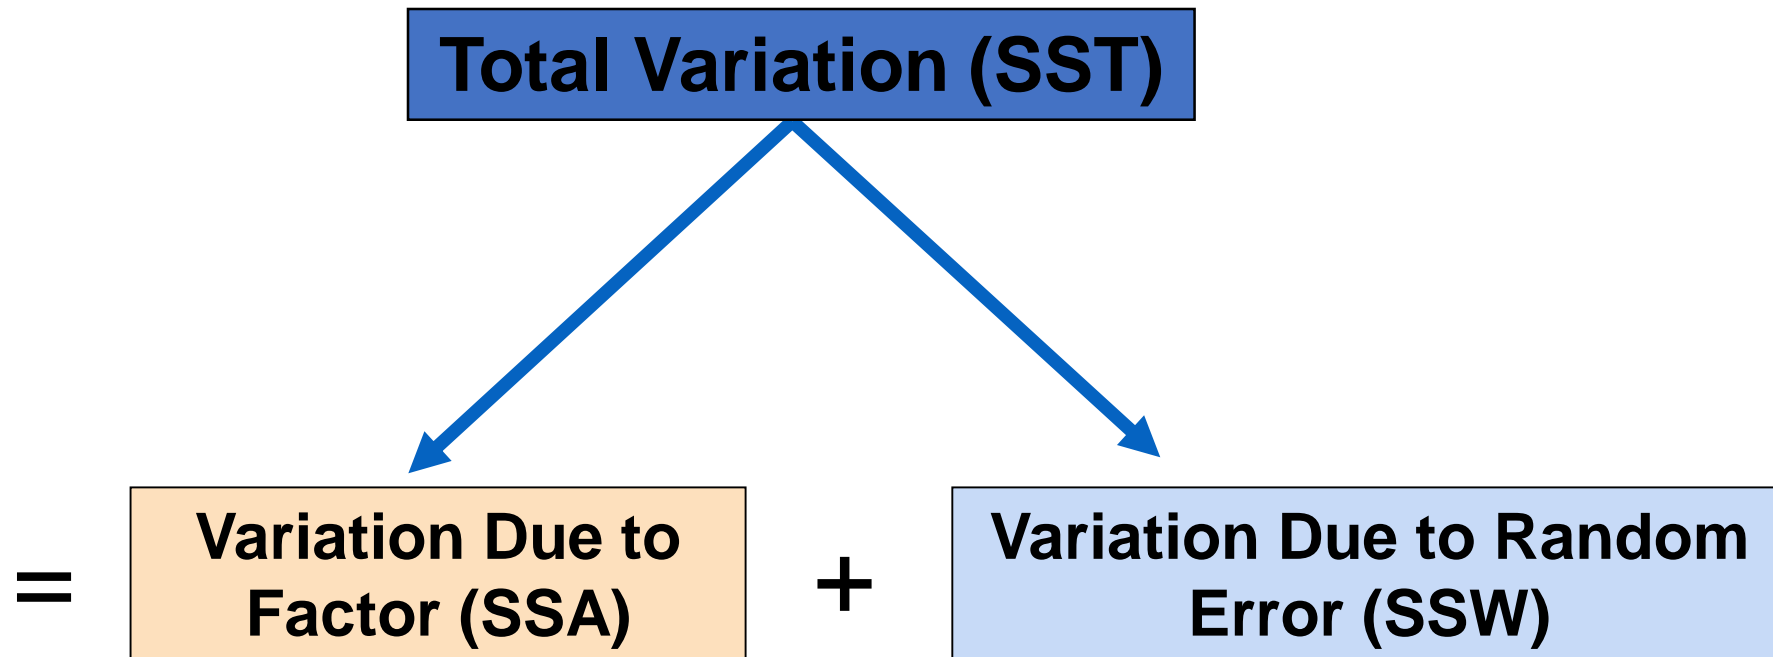 Total Variation (SST)
= Variation Due to + Variation Due to Random
Factor (SSA) Error (SSW)